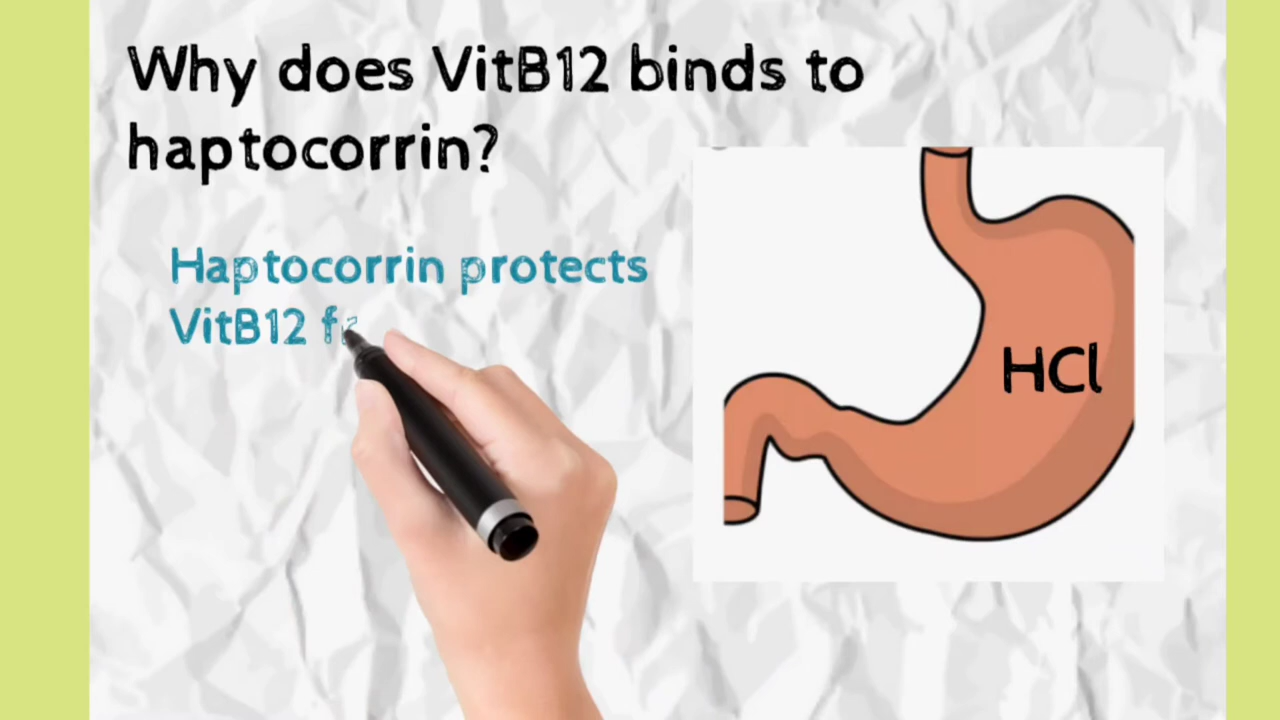 Why does VitB12 binds to
haptocorrin?
Haptocorrin protects
VitB12
HCl